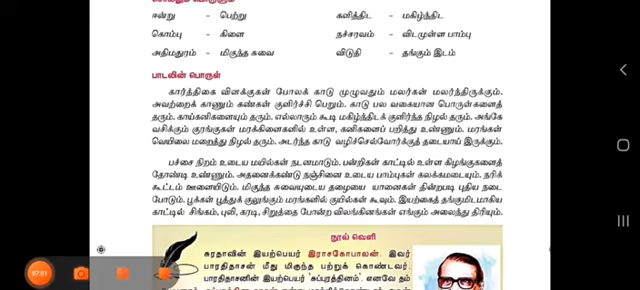 சொல்லும் பொருளும்
ஈன்று – பெற்று களித்திட – மகிழ்ந்திட
கொம்பு – கிளை நச்சரவம் – விடமுள்ள பாம்பு
அதிமதுரம் – மிகுந்த சுவை விடுதி – தங்கும் இடம்
பாடலின் பொருள்
கார்த்திகை விளக்குகள் போலக் காடு முழுவதும் மலர்கள் மலர்ந்திருக்கும்.
அவற்றைக் காணும் கண்கள் குளிர்ச்சி பெறும். காடு பல வகையான பொருள்களைத்
தரும். காய்கனிகளையும் தரும். எல்லாரும் கூடி மகிழ்ந்திடக் குளிர்ந்த நிழல் தரும். அங்கே
வசிக்கும் குரங்குகள் மரக்கிளைகளில் உள்ள, கனிகளைப் பறித்து உண்ணும். மரங்கள்
வெயிலை மறைத்து நிழல் தரும். அடர்ந்த காடு வழிச்செல்வோர்க்குத் தடையாய் இருக்கும்.
பச்சை நிறம் உடைய மயில்கள் நடனமாடும். பன்றிகள் காட்டில் உள்ள கிழங்குகளைத்
தோண்டி உண்ணும். அதனைக்கண்டு நஞ்சினை உடைய பாம்புகள் கலக்கமடையும். நரிக்
கூட்டம் ஊளையிடும். மிகுந்த சுவையுடைய தழையை யானைகள் தின்றபடி புதிய நடை
போடும். பூக்கள் பூத்துக் குலுங்கும் மரங்களில் குயில்கள் கூவும். இயற்கைத் தங்குமிடமாகிய
காட்டில் சிங்கம், புலி, கரடி, சிறுத்தை போன்ற விலங்கினங்கள் எங்கும் அலைந்து திரியும்.
நூல் வெளி
சுரதாவின் இயற்பெயர் இராசகோபாலன். இவர்
பாரதிதாசன் மீது மிகுந்த பற்றுக் கொண்டவர்.
பாரதிதாசனின் இயற்பெயர் 'சுப்புரத்தினம்'. எனவே தம்
07:01